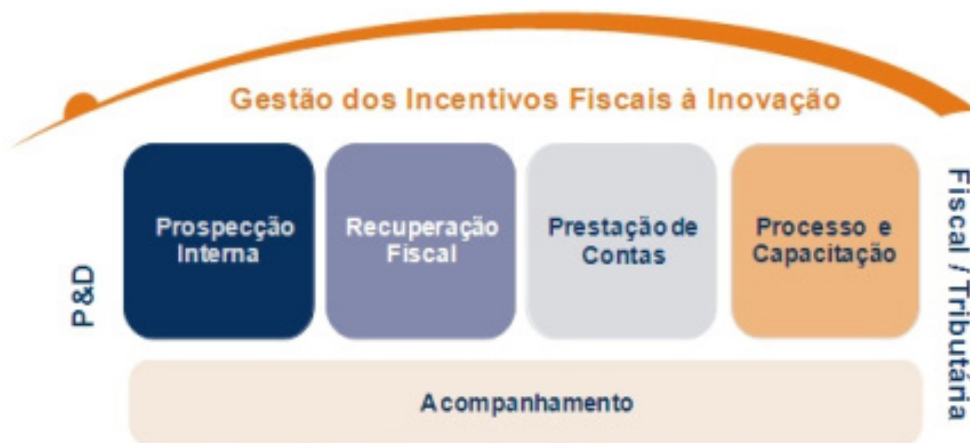 Gestão dos Incentivos Fiscais à Inovação
P&D
Prospecção
Interna
Recuperação
Fiscal
Prestação de
Contas
Processo e
Capacitação
Fiscal / Tributária
Acompanhamento